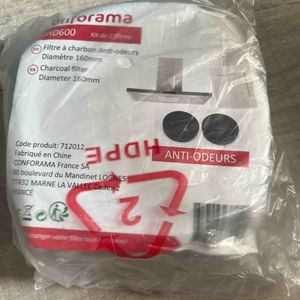 conforama
Kit de 2 filtres
Filtre à charbon Anti-odeurs
Diamètre 160mm
EN
Charcoal filter
Diameter 160mm
ANTI-ODEURS
HDPE
2
Code produit: 712012
Fabriqué en Chine
CONFORAMA France SA
80 boulevard du Mandinet LOGNES
77432 MARNE LA VALLEE Cedex 2
FRANCE